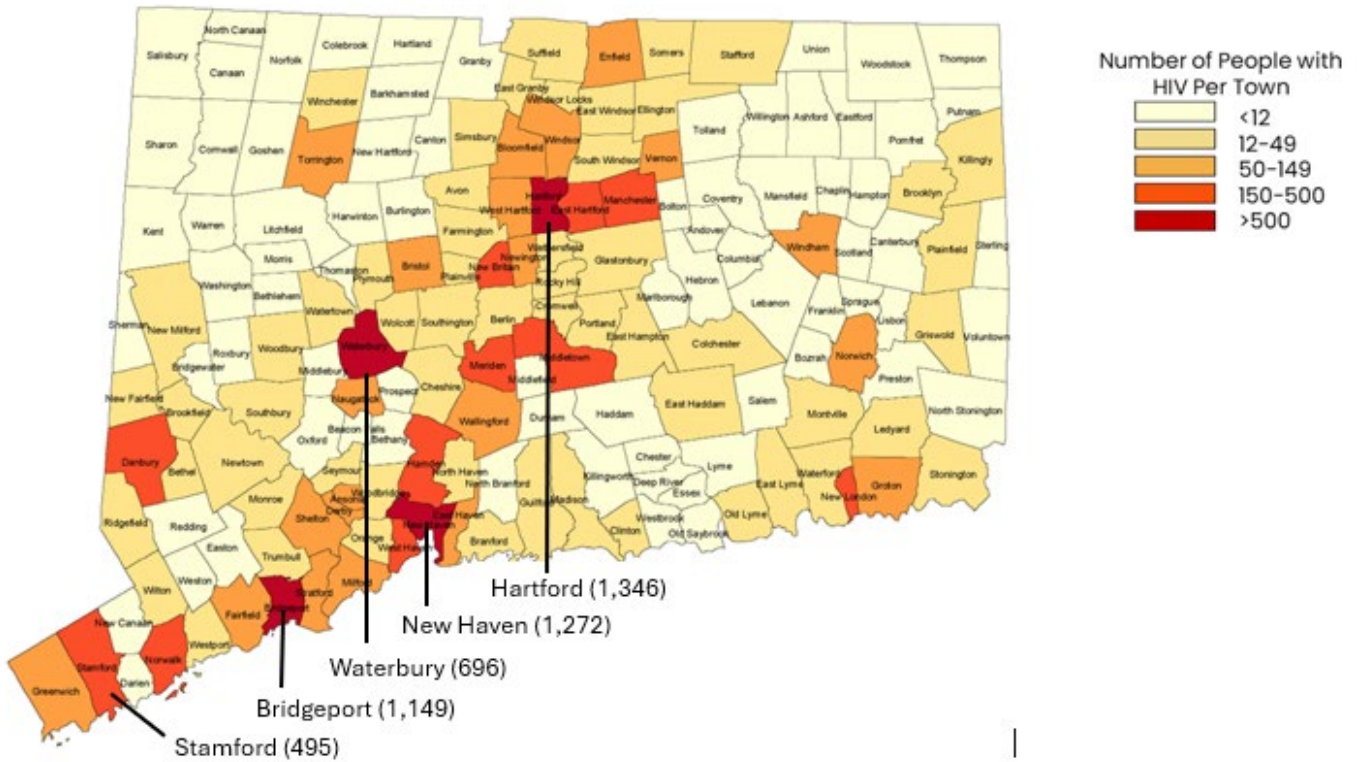 North Canaan
Salisbury
Canaan
Norfolk
Colebrook
Hartland
Granby
Suffield
Enfield
Somers
Stafford
Union
Woodstock
Thompson
Number of People with
HIV Per Town
<12
12–49
50-149
150-500
>500
Winchester
Barkhamsted
East Granby
Windsor Locks
East Windsor
Ellington
Willington
Ashford
Eastford
Putnam
Pomfret
Sharon
Cornwall
Goshen
Torrington
New Hartford
Canton
Simsbury
Bloomfield
Windsor
South Windsor
Vernon
Tolland
Killingly
Kent
Warren
Litchfield
Harwinton
Burlington
Avon
West Hartford
Hartford
East Hartford
Manchester
Bolton
Coventry
Mansfield
Chaplin
Hampton
Brooklyn
Morris
Farmington
Wethersfield
Newington
New Britain
Andover
Columbia
Windham
Scotland
Canterbury
Plainfield
Sterling
Washington
Bethlehem
Thomaston
Plymouth
Bristol
Plainville
Rocky Hill
Glastonbury
Marlborough
Hebron
Lebanon
Franklin
Sprague
Lisbon
Sherman
New Milford
Roxbury
Bridgewater
Woodbury
Watertown
Waterbury
Wolcott
Southington
Berlin
Cromwell
Portland
East Hampton
Colchester
Bozrah
Norwich
Griswold
Voluntown
Preston
New Fairfield
Brookfield
Southbury
Middlebury
Naugatuck
Prospect
Cheshire
Meriden
Middletown
Middlefield
Wallingford
Durham
Haddam
East Haddam
Salem
Montville
Ledyard
North Stonington
Danbury
Bethel
Newtown
Oxford
Beacon Falls
Bethany
Seymour
Hamden
North Haven
North Branford
Guilford
Madison
Killingworth
Chester
Deep River
Essex
Lyme
East Lyme
Waterford
New London
Groton
Stonington
Ridgefield
Redding
Monroe
Shelton
Ansonia
Derby
Woodbridge
Orange
West Haven
New Haven
East Haven
Branford
Clinton
Westbrook
Old Saybrook
Old Lyme
Wilton
Weston
Easton
Trumbull
Fairfield
Bridgeport
Stratford
Milford
Greenwich
Stamford
New Canaan
Darien
Norwalk
Westport
Hartford (1,346)
New Haven (1,272)
Waterbury (696)
Bridgeport (1,149)
Stamford (495)